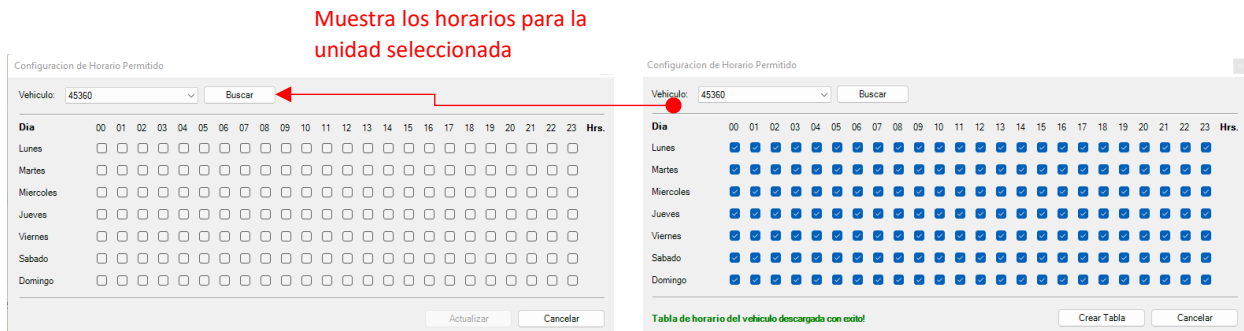 Muestra los horarios para la
unidad seleccionada
Configuracion de Horario Permitido
Vehiculo: 45360 Buscar
Dia 00 01 02 03 04 05 06 07 08 09 10 11 12 13 14 15 16 17 18 19 20 21 22 23 Hrs.
Lunes
Martes
Miercoles
Jueves
Viernes
Sabado
Domingo
Actualizar Cancelar
Configuracion de Horario Permitido
Vehiculo: 45360 Buscar
Dia 00 01 02 03 04 05 06 07 08 09 10 11 12 13 14 15 16 17 18 19 20 21 22 23 Hrs.
Lunes
Martes
Miercoles
Jueves
Viernes
Sabado
Domingo
Tabla de horario del vehiculo descargada con exito! Crear Tabla Cancelar